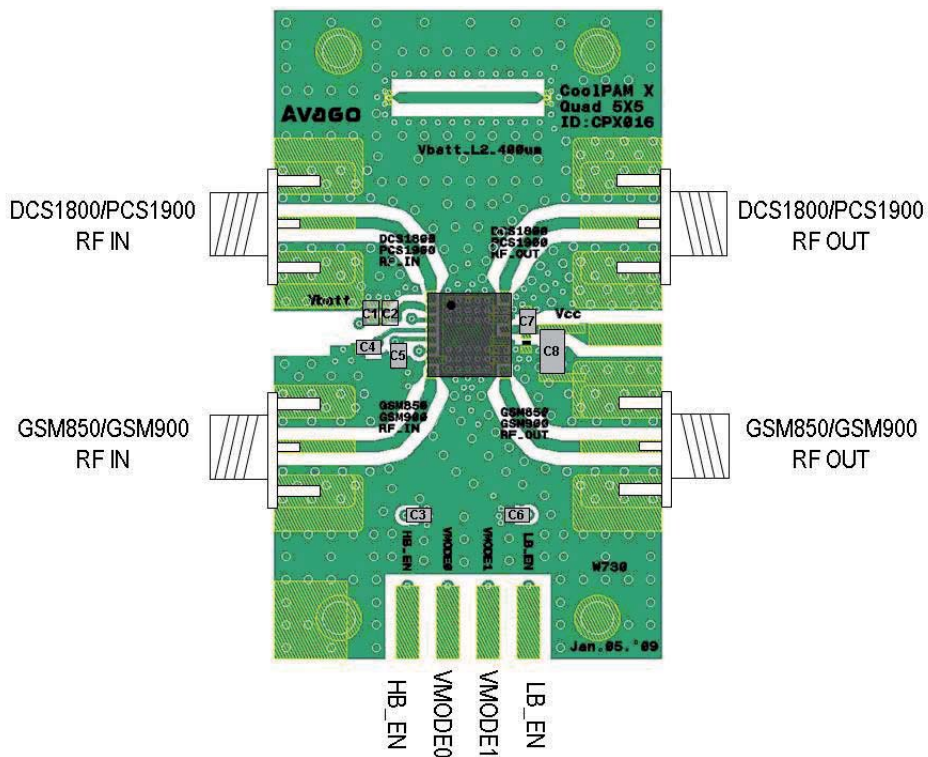 CoolPAM X
Quad 5X5
ID:CPX016
Avago
Vbatt_L2_400um
DCS1800/PCS1900
RF IN
DCS1800
PCS1900
RF_IN
DCS1800
PCS1900
RF_OUT
DCS1800/PCS1900
RF OUT
Vbatt
C1
C2
C7
Vcc
C4
C5
C8
GSM850/GSM900
RF IN
GSM850
GSM900
RF_IN
GSM850
GSM900
RF_OUT
GSM850/GSM900
RF OUT
C3
C6
HB_EN
VMODE0
VMODE1
LB_EN
W730
Jan.05.'09
HB_EN
VMODE0
VMODE1
LB_EN